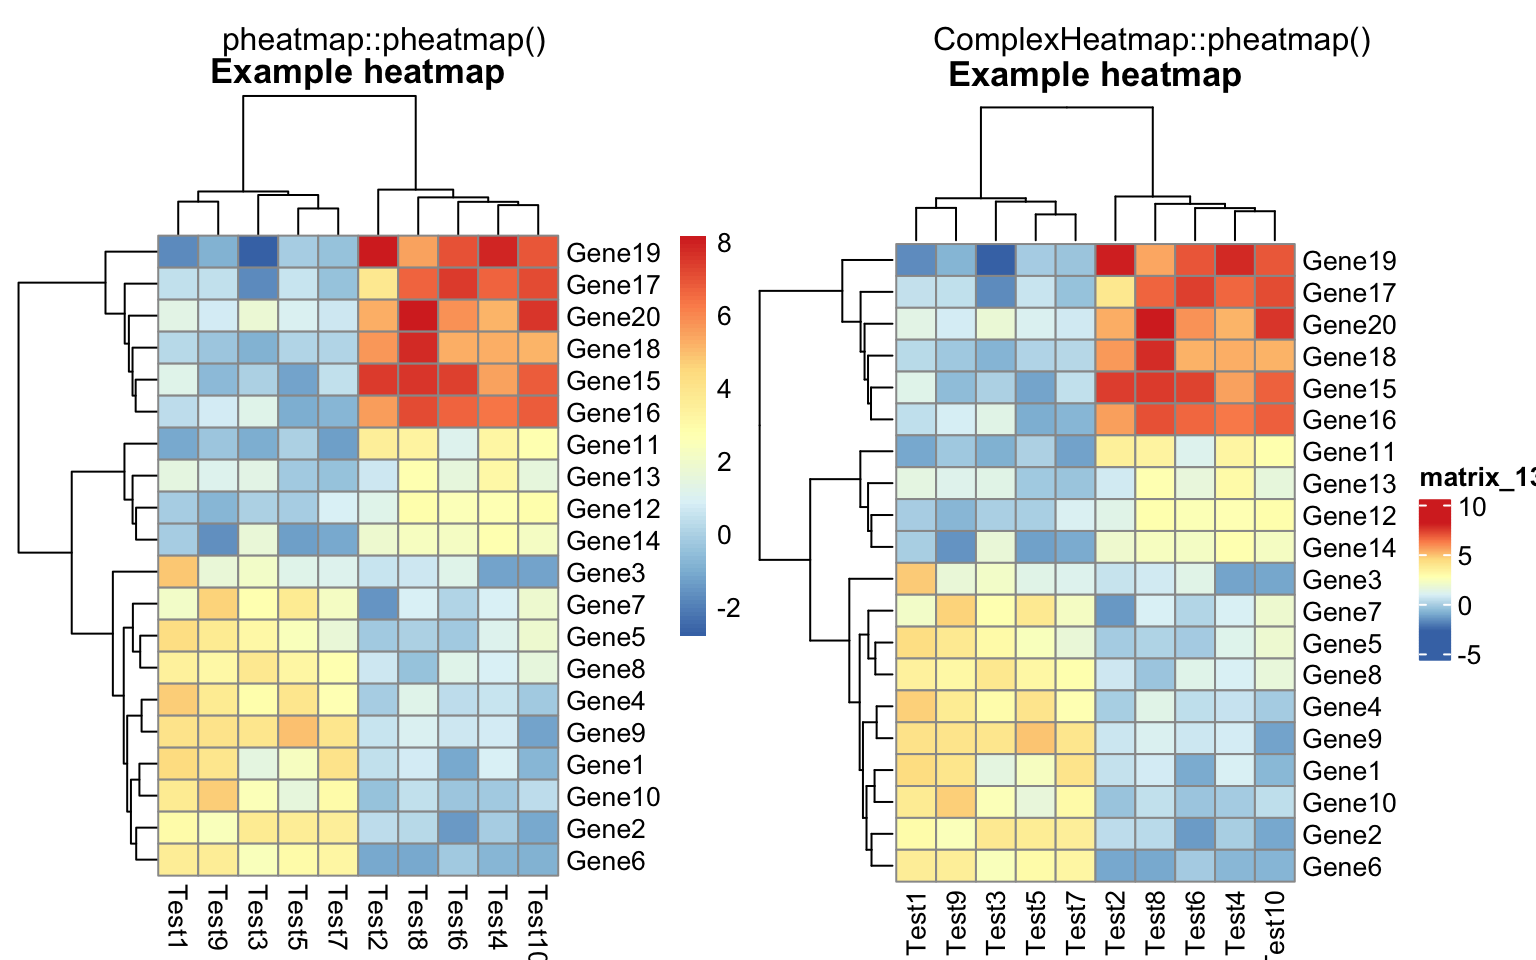 pheatmap::pheatmap()
Example heatmap
Gene19
Gene17
Gene20
Gene18
Gene15
Gene16
Gene11
Gene13
Gene12
Gene14
Gene3
Gene7
Gene5
Gene8
Gene4
Gene9
Gene1
Gene10
Gene2
Gene6
Test1
Test9
Test3
Test5
Test7
Test2
Test8
Test6
Test4
Test10
8
6
4
2
0
-2
ComplexHeatmap::pheatmap()
Example heatmap
Gene19
Gene17
Gene20
Gene18
Gene15
Gene16
Gene11
Gene13
Gene12
Gene14
Gene3
Gene7
Gene5
Gene8
Gene4
Gene9
Gene1
Gene10
Gene2
Gene6
Test1
Test9
Test3
Test5
Test7
Test2
Test8
Test6
Test4
Test10
matrix_13
10
5
0
-5